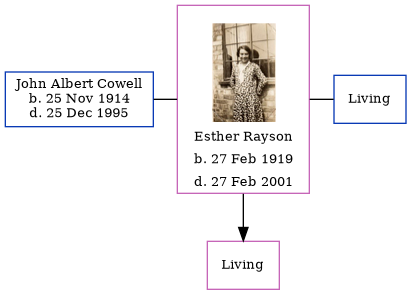 John Albert Cowell
b. 25 Nov 1914
d. 25 Dec 1995
Esther Rayson
b. 27 Feb 1919
d. 27 Feb 2001
Living
Living